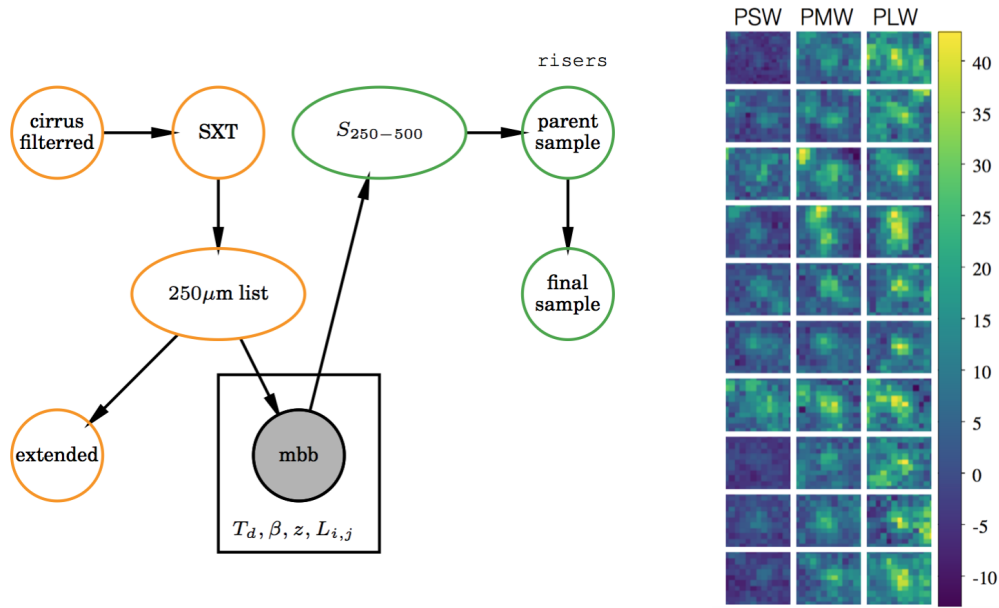 PSW PMW PLW
risers
cirrus
filterred
SXT
S250−500
parent
sample
250μm list
final
sample
extended
mbb
Td, β, z, Li,j
40
35
30
25
20
15
10
5
0
-5
-10